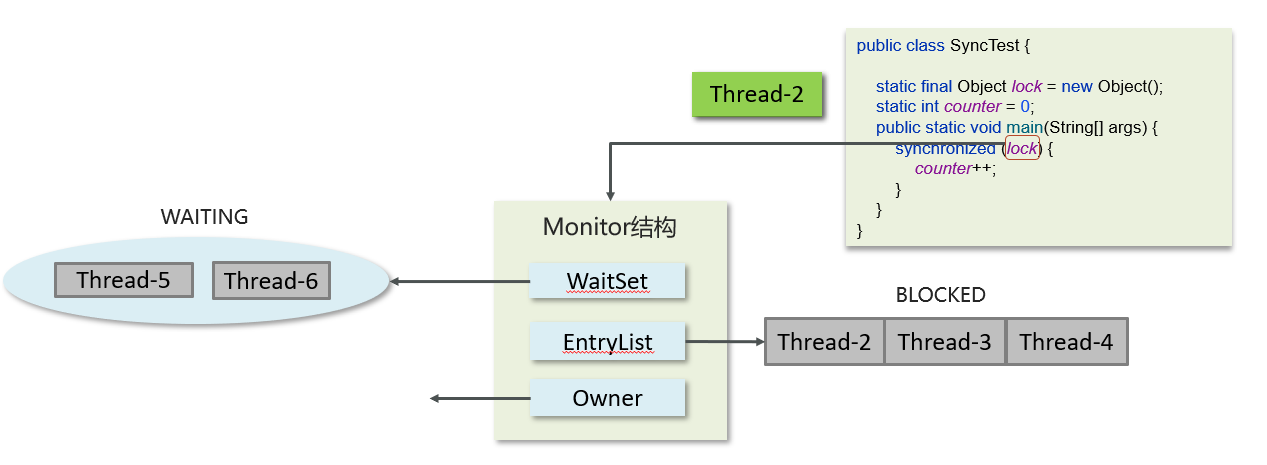 Thread-2
public class SyncTest {
static final Object lock = new Object();
static int counter = 0;
public static void main(String[] args) {
synchronized (lock) {
counter++;
}
}
}
WAITING
Thread-5
Thread-6
Monitor结构
WaitSet
EntryList
Owner
BLOCKED
Thread-2
Thread-3
Thread-4